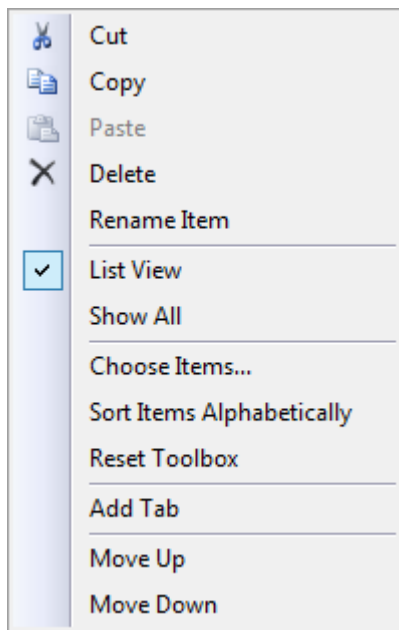 Cut
Copy
Paste
Delete
Rename Item
List View
Show All
Choose Items...
Sort Items Alphabetically
Reset Toolbox
Add Tab
Move Up
Move Down